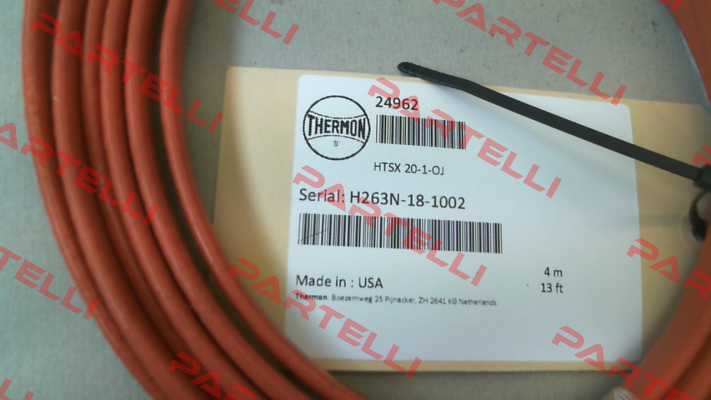 24962
THERMON
®
HTSX 20-1-OJ
Serial: H263N-18-1002
4 m
Made in : USA
13 ft
Thermon. Boezemweg 25 Pijnacker, ZH 2641 KG Netherlands.
PARTELLI
PARTELLI
PARTELLI
PARTELLI
PARTELLI
PARTELLI
PARTELLI
PARTELLI